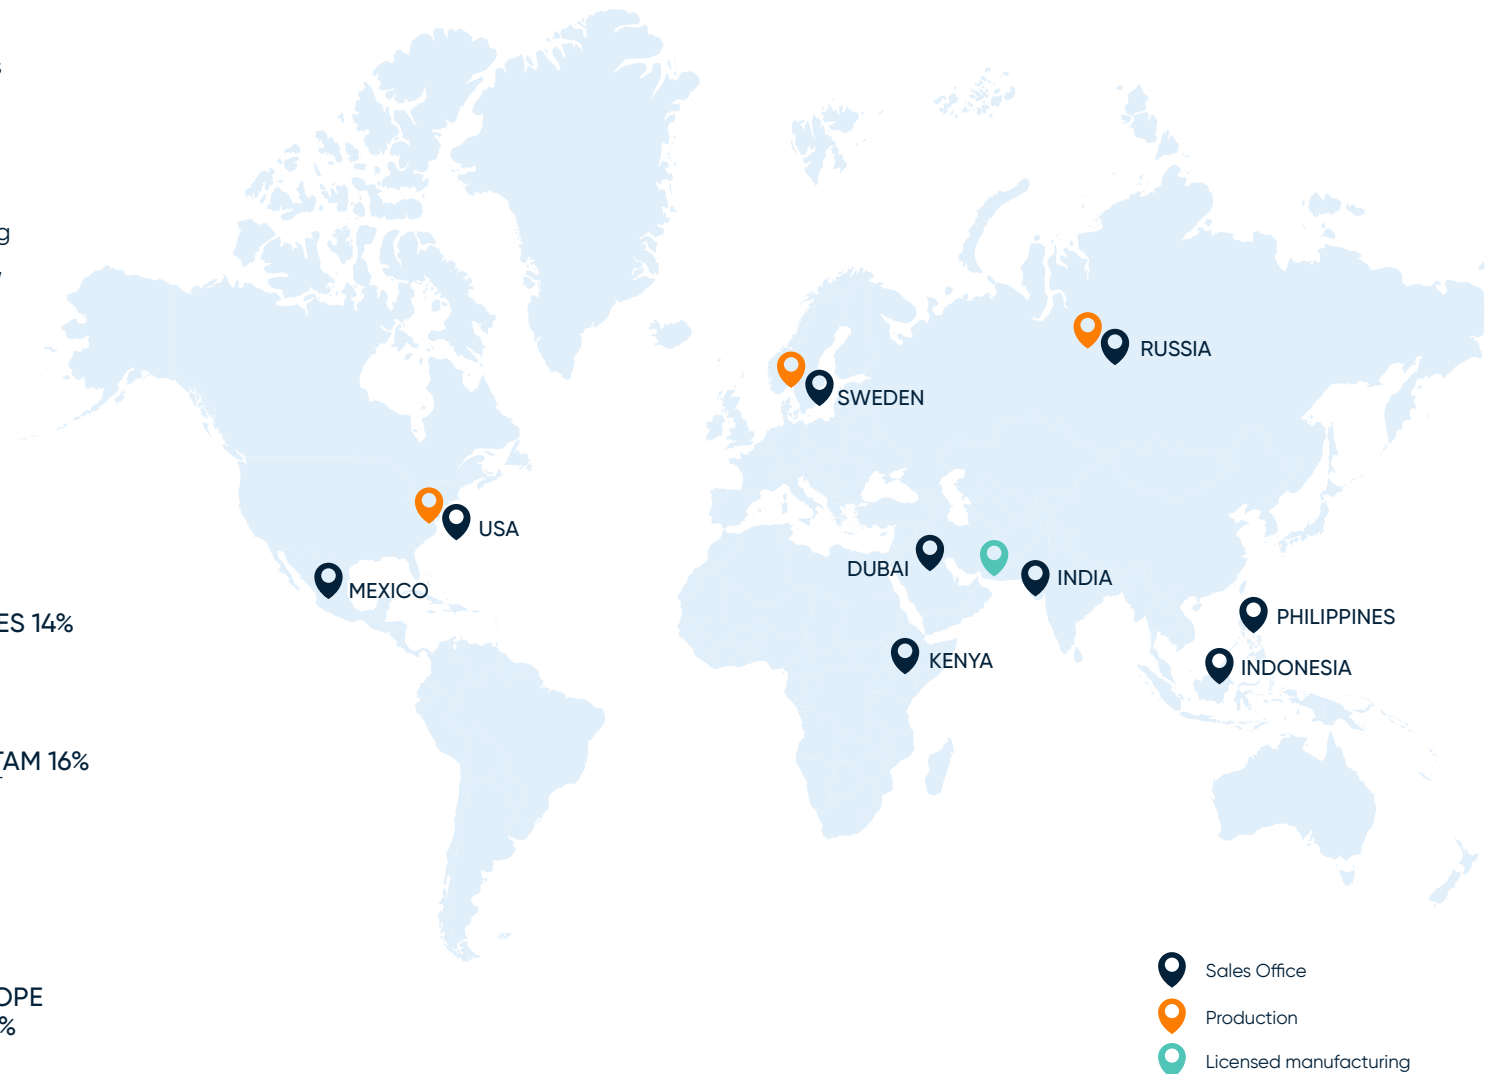 RUSSIA
SWEDEN
USA
DUBAI
INDIA
MEXICO
PHILIPPINES
ES 14%
KENYA
INDONESIA
TAM 16%
OPE
%
Sales Office
Production
Licensed manufacturing